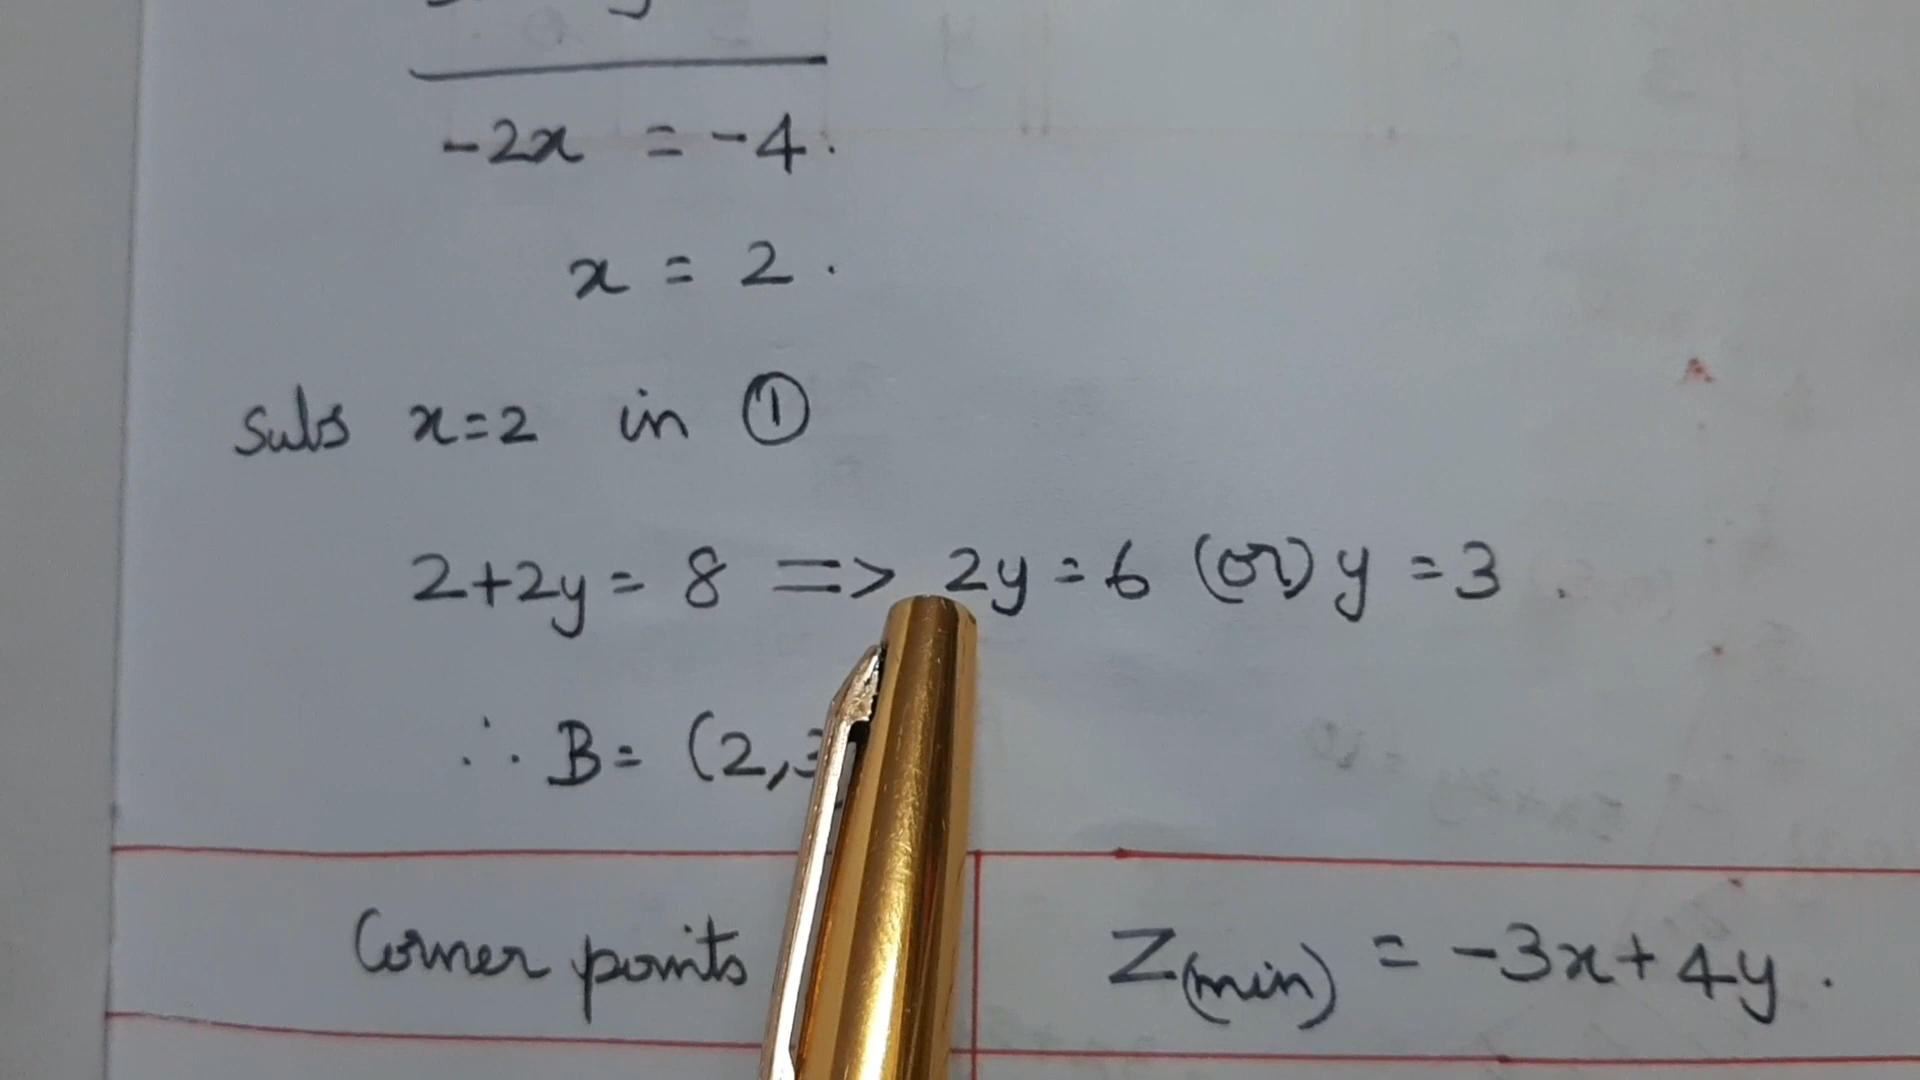 -2x = -4.
x = 2.
Subs x=2 in ①
2+2y = 8 => 2y = 6 (or) y = 3.
∴ B = (2,3
Corner points
Z(min) = -3x + 4y.